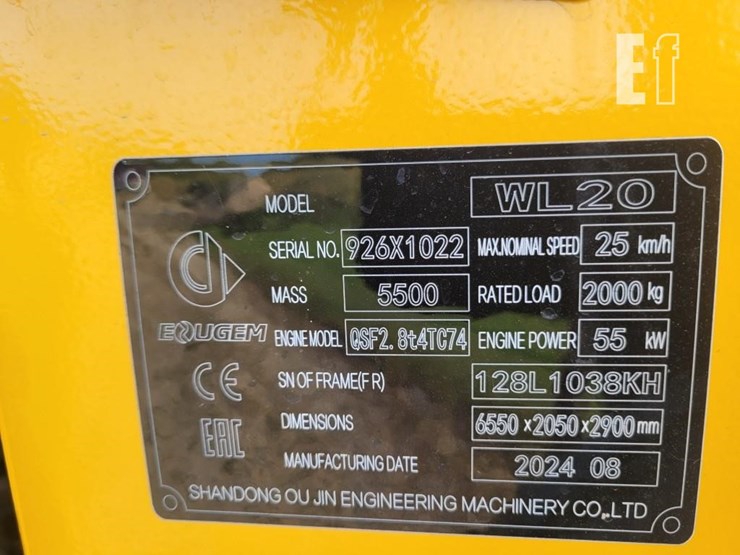 Ef
MODEL WL20
SERIAL NO. 926X1022 MAX.NOMINAL SPEED 25 km/h
MASS 5500 RATED LOAD 2000 kg
EOUGEM ENGINE MODEL QSF2.8t4TC74 ENGINE POWER 55 kW
CE SN OF FRAME(F R) 128L1038KH
EAC DIMENSIONS 6550 x 2050 x 2900 mm
MANUFACTURING DATE 2024 08
SHANDONG OU JIN ENGINEERING MACHINERY CO.,LTD